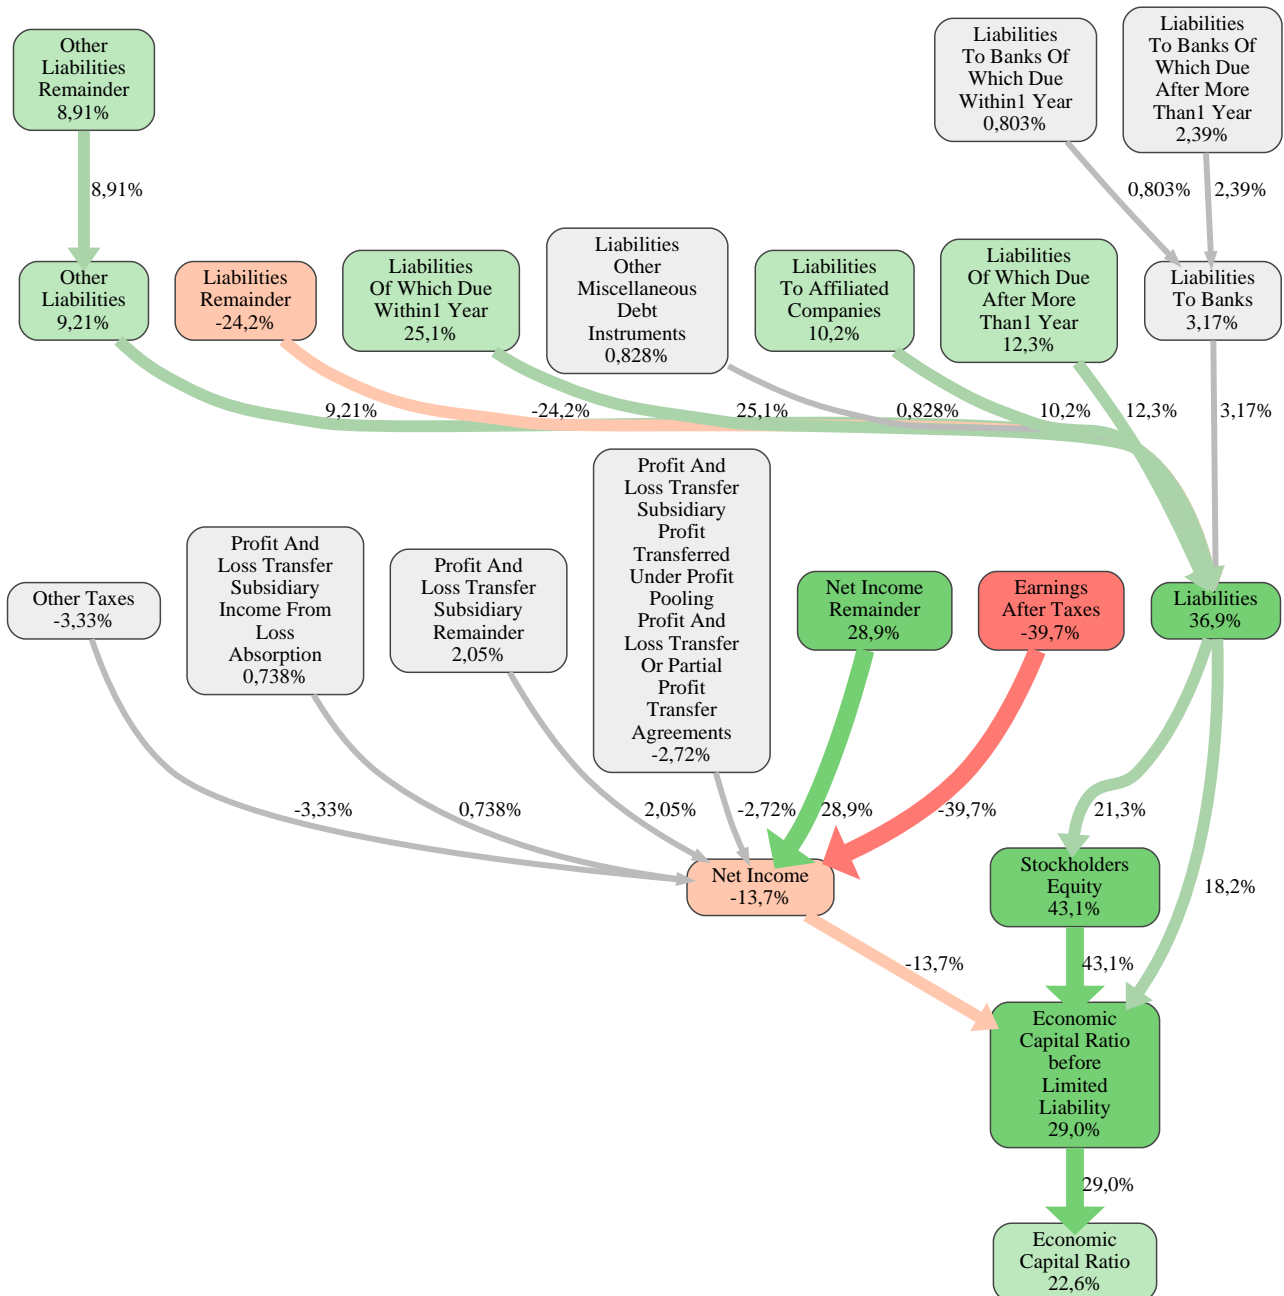 Other
Liabilities
Remainder
8,91%
Liabilities
To Banks Of
Which Due
Within1 Year
0,803%
Liabilities
To Banks Of
Which Due
After More
Than1 Year
2,39%
8,91%
0,803%
2,39%
Other
Liabilities
9,21%
Liabilities
Remainder
-24,2%
Liabilities
Of Which Due
Within1 Year
25,1%
Liabilities
Other
Miscellaneous
Debt
Instruments
0,828%
Liabilities
To Affiliated
Companies
10,2%
Liabilities
Of Which Due
After More
Than1 Year
12,3%
Liabilities
To Banks
3,17%
9,21%
-24,2%
25,1%
0,828%
10,2%
12,3%
3,17%
Other Taxes
-3,33%
Profit And
Loss Transfer
Subsidiary
Income From
Loss
Absorption
0,738%
Profit And
Loss Transfer
Subsidiary
Remainder
2,05%
Profit And
Loss Transfer
Subsidiary
Profit
Transferred
Under Profit
Pooling
Profit And
Loss Transfer
Or Partial
Profit
Transfer
Agreements
-2,72%
Net Income
Remainder
28,9%
Earnings
After Taxes
-39,7%
Liabilities
36,9%
-3,33%
0,738%
2,05%
-2,72%
28,9%
-39,7%
21,3%
Net Income
-13,7%
Stockholders
Equity
43,1%
18,2%
-13,7%
43,1%
Economic
Capital Ratio
before
Limited
Liability
29,0%
29,0%
Economic
Capital Ratio
22,6%